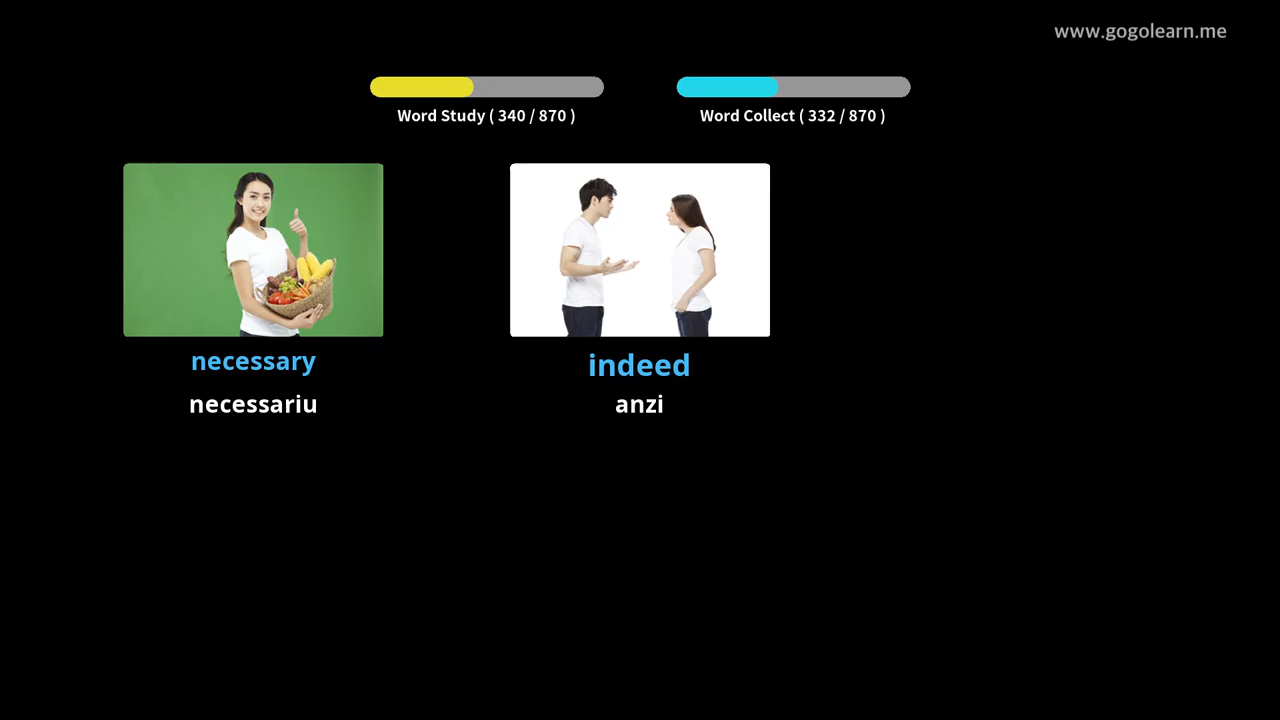 www.gogolearn.me
Word Study ( 340 / 870 )
Word Collect ( 332 / 870 )
necessary
necessariu
indeed
anzi